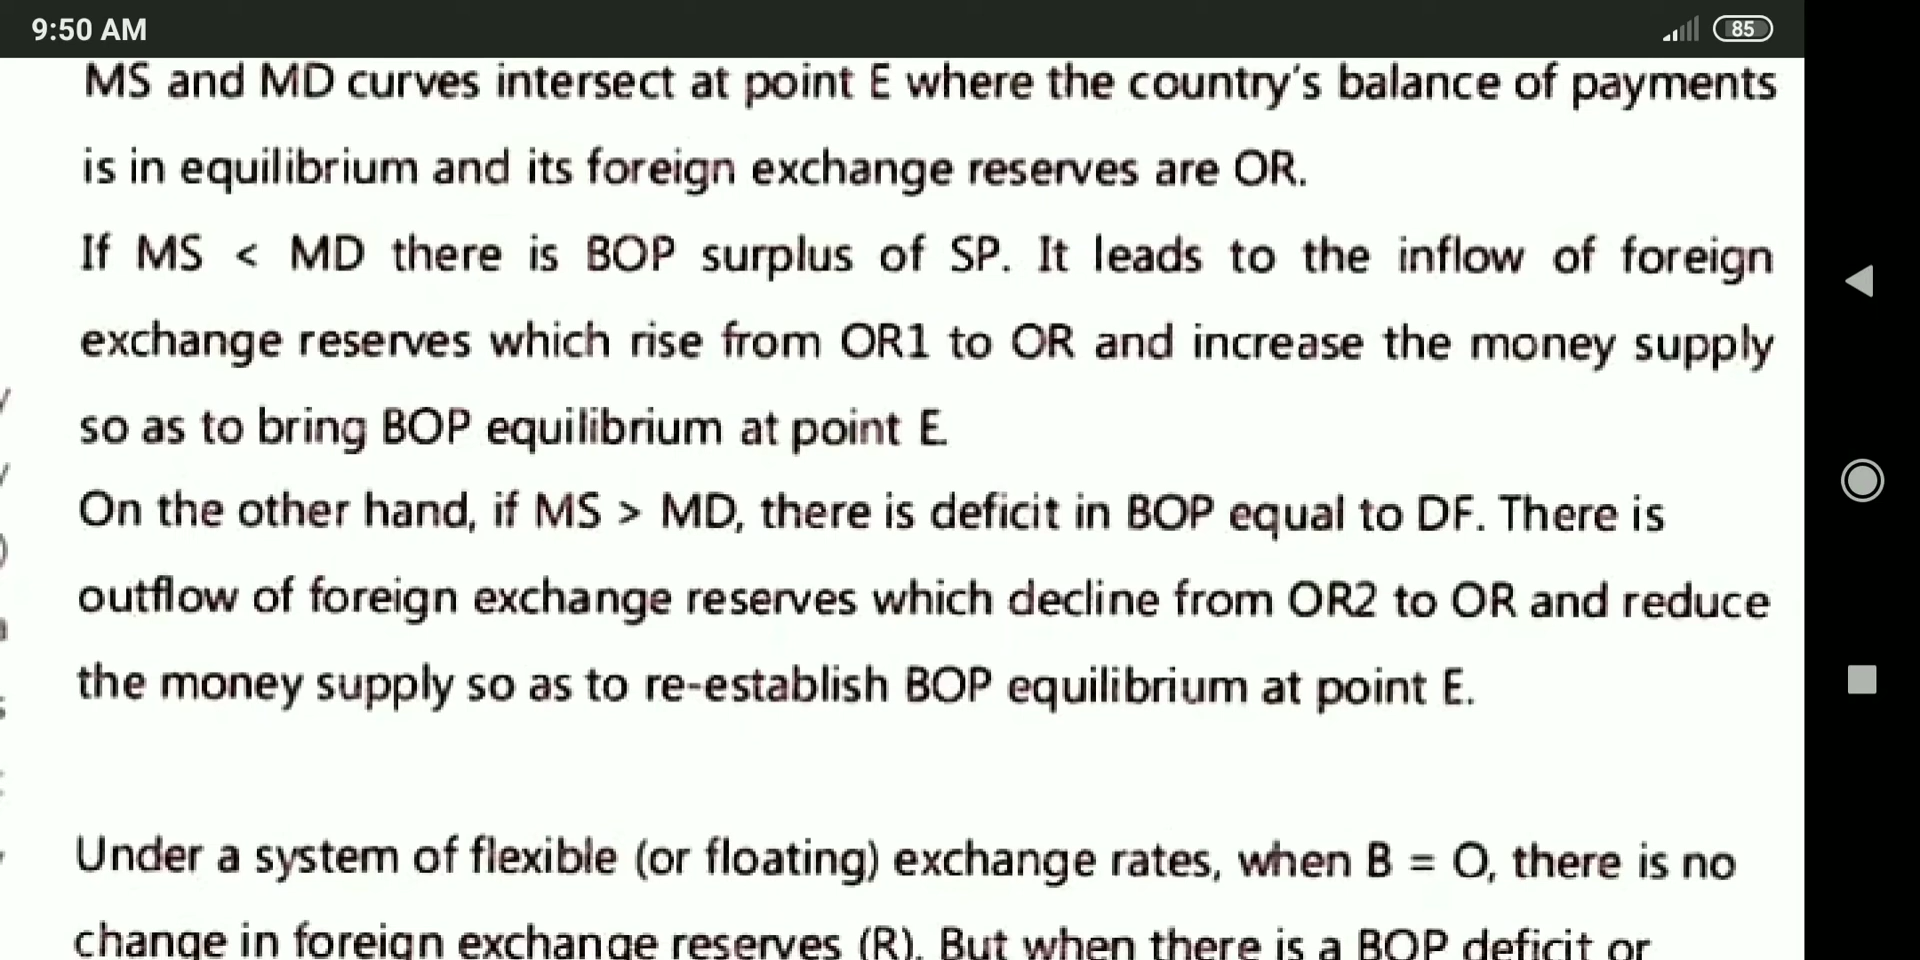 9:50 AM
85
MS and MD curves intersect at point E where the country's balance of payments
is in equilibrium and its foreign exchange reserves are OR.
If MS < MD there is BOP surplus of SP. It leads to the inflow of foreign
exchange reserves which rise from OR1 to OR and increase the money supply
so as to bring BOP equilibrium at point E.
On the other hand, if MS > MD, there is deficit in BOP equal to DF. There is
outflow of foreign exchange reserves which decline from OR2 to OR and reduce
the money supply so as to re-establish BOP equilibrium at point E.
Under a system of flexible (or floating) exchange rates, when B = O, there is no
change in foreign exchange reserves (R). But when there is a BOP deficit or